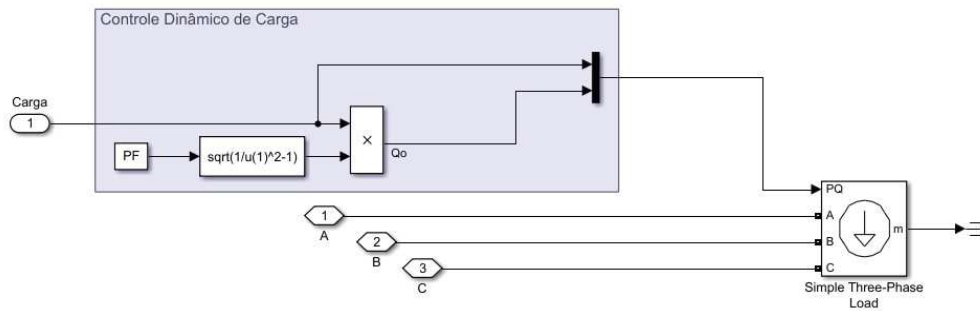 Controle Dinâmico de Carga
Carga
1
PF
sqrt(1/u(1)^2-1)
×
Qo
1
A
2
B
3
C
PQ
A
B
C
m
Simple Three-Phase
Load